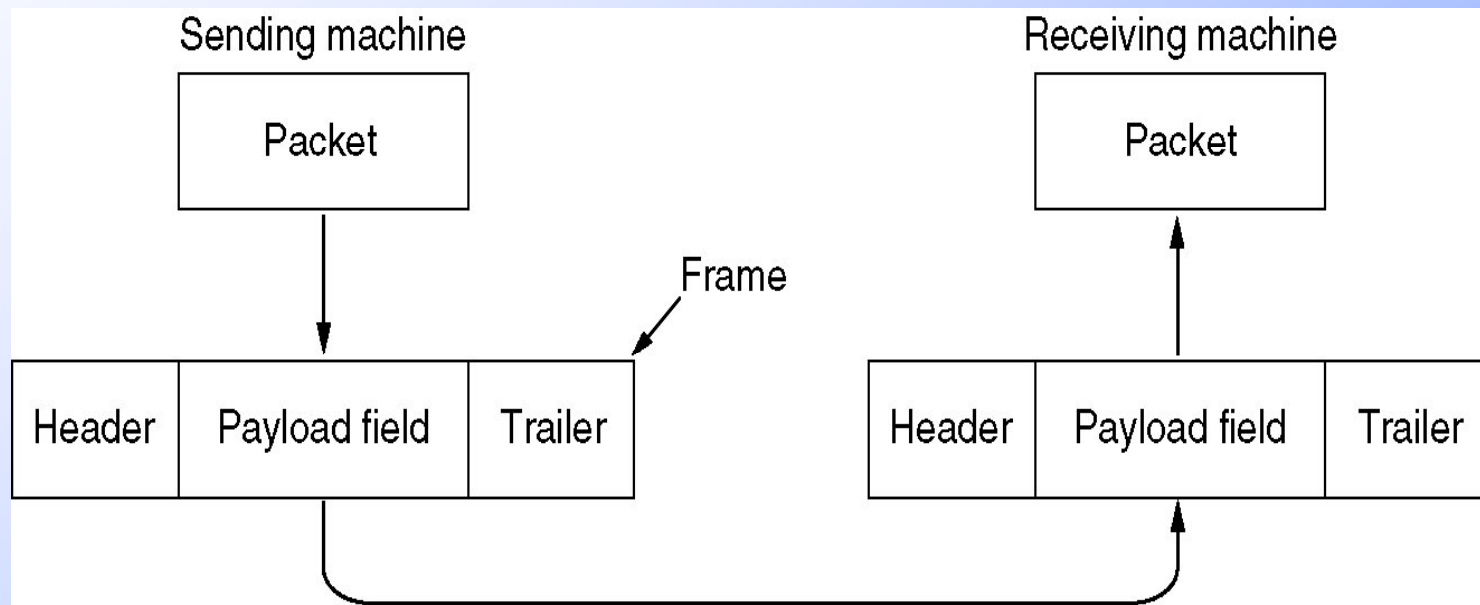 Sending machine
Receiving machine
Packet
Packet
Frame
Header
Payload field
Trailer
Header
Payload field
Trailer